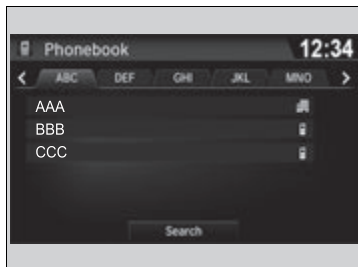 Phonebook 12:34
ABC DEF GHI JKL MNO
AAA
BBB
CCC
Search